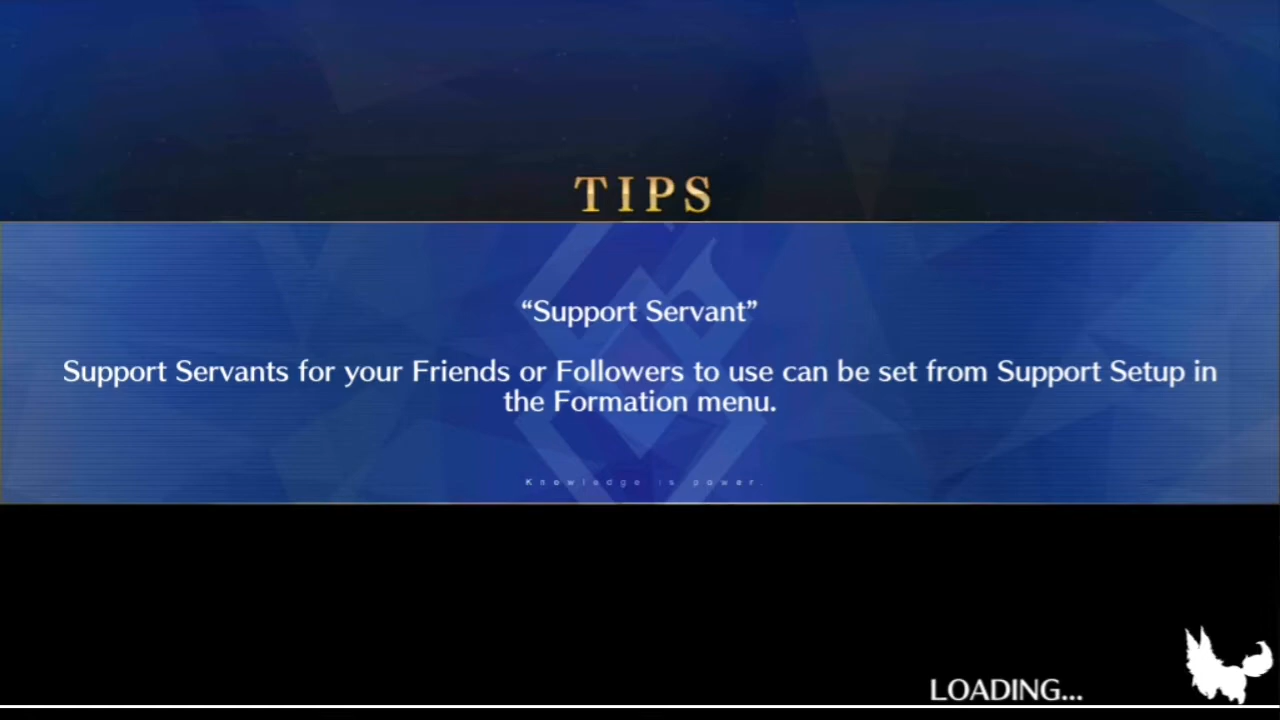 TIPS
“Support Servant”
Support Servants for your Friends or Followers to use can be set from Support Setup in
the Formation menu.
Knowledge is power.
LOADING...